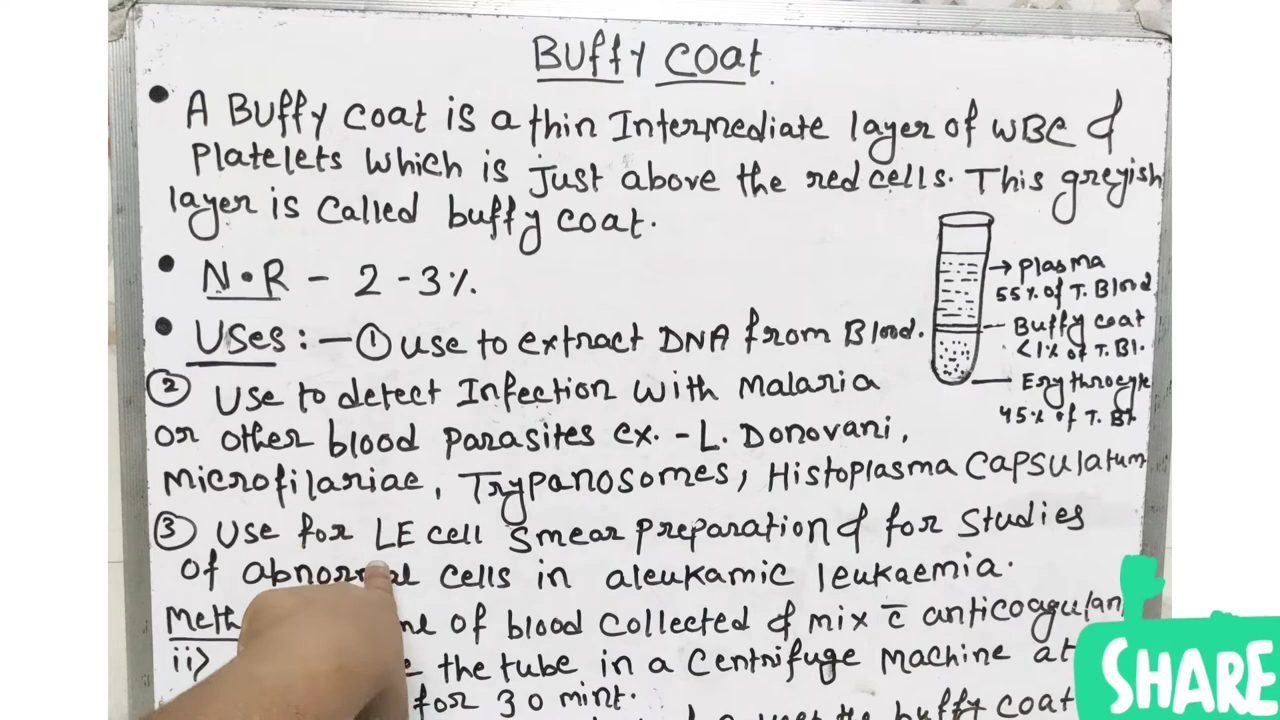 Buffy coat
• A Buffy coat is a thin Intermediate layer of WBC &
Platelets which is just above the red cells. This greyish
layer is called buffy coat.
• N.R - 2 - 3%.
• Uses : - ① use to extract DNA from Blood.
→ Plasma
55% of T. Blood
Buffy coat
<1% of T. Bl.
Erythrocyte
45% of T. Bl.
② Use to detect Infection with Malaria
or other blood parasites ex. - L. Donovani,
Microfilariae, Trypanosomes, Histoplasma Capsulatum
③ Use for LE cell Smear preparation & for Studies
of abnormal cells in aleukamic leukaemia.
of blood collected & mix c̅ anticoagulan
ii> the tube in a Centrifuge Machine at
for 30 mint.
the buffy coat
SHARE